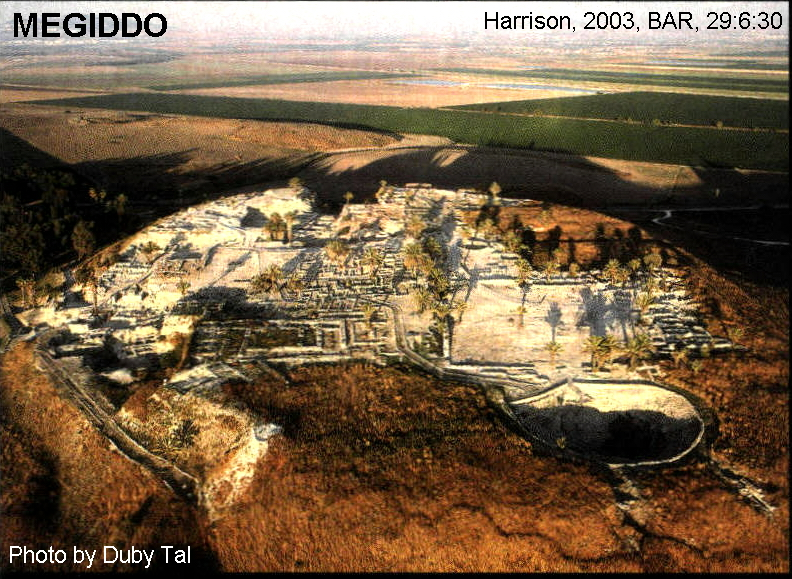 MEGIDDO
Harrison, 2003, BAR, 29:6:30
Photo by Duby Tal